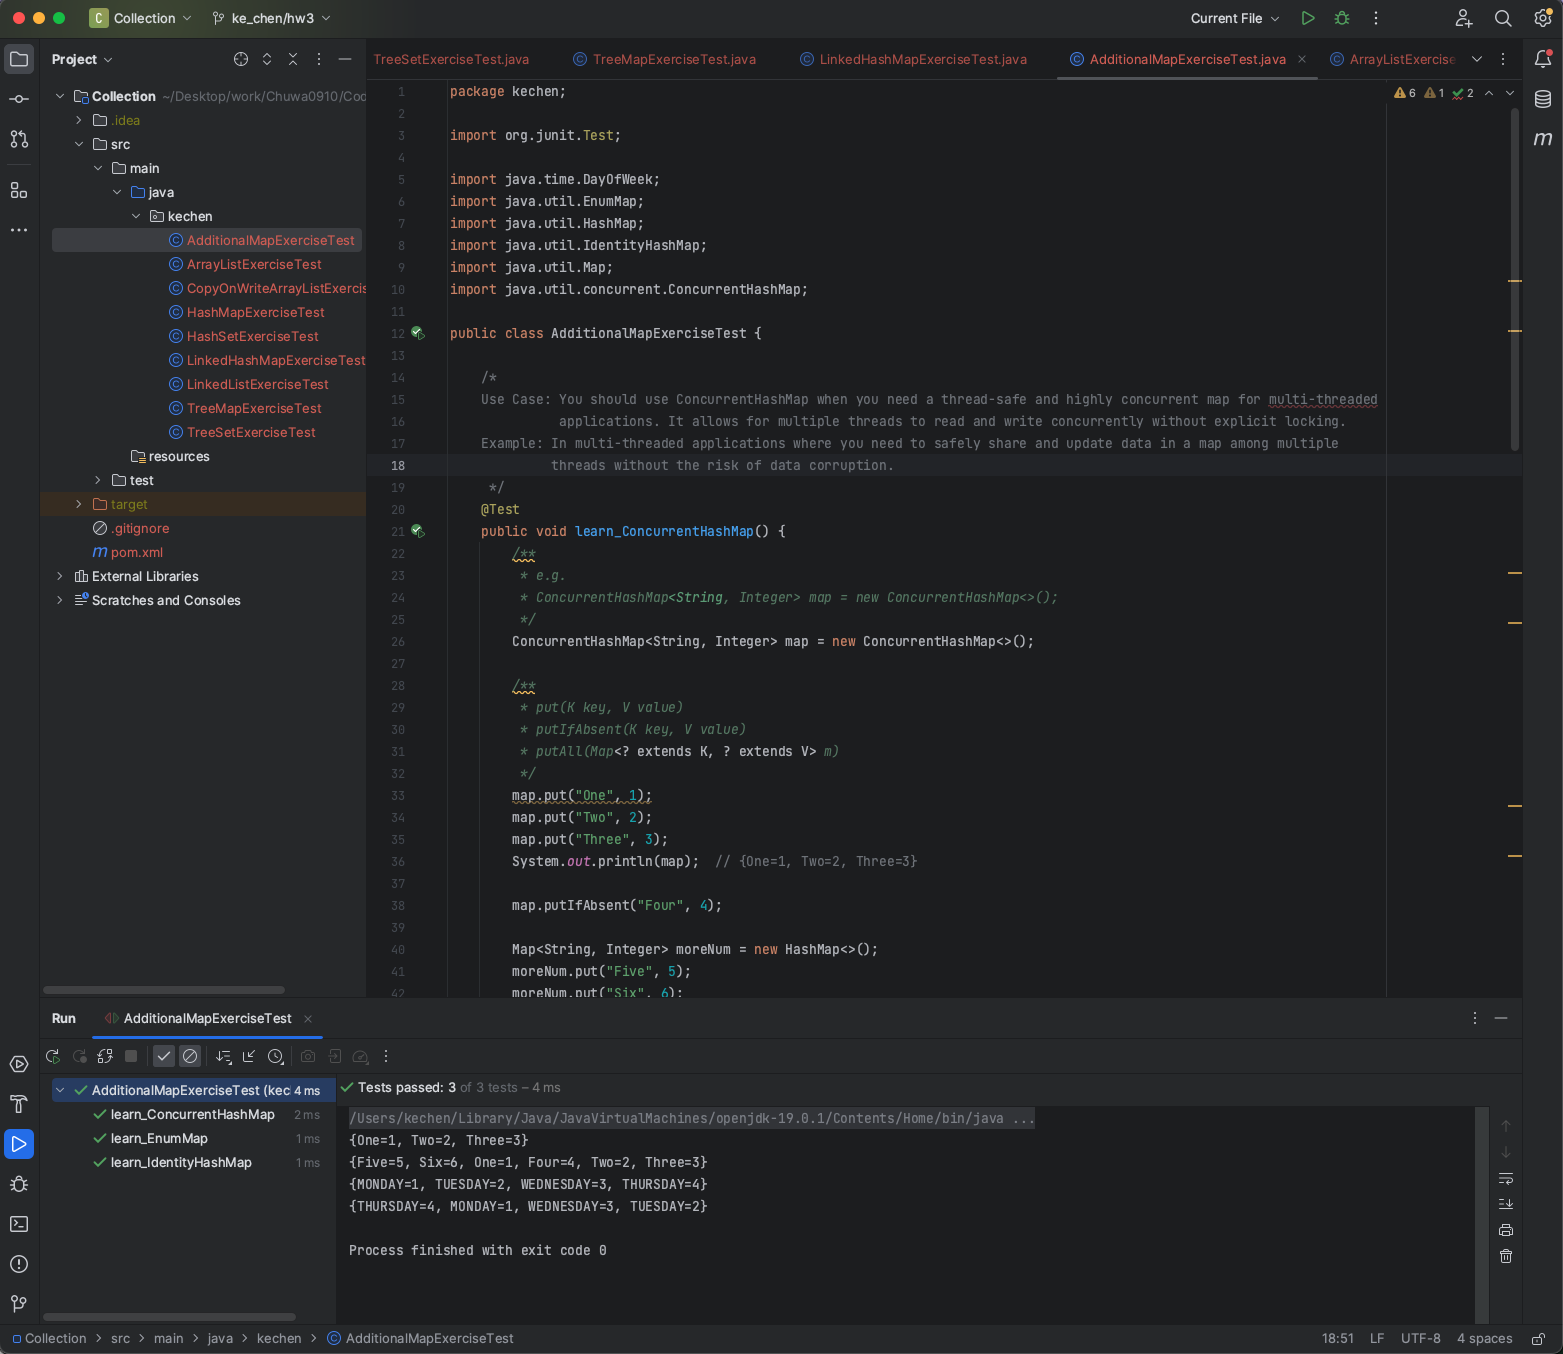 C Collection ke_chen/hw3 Current File
Project
TreeSetExerciseTest.java TreeMapExerciseTest.java LinkedHashMapExerciseTest.java AdditionalMapExerciseTest.java ArrayListExercise
Collection ~/Desktop/work/Chuwa0910/Coc
.idea
src
main
java
kechen
AdditionalMapExerciseTest
ArrayListExerciseTest
CopyOnWriteArrayListExercis
HashMapExerciseTest
HashSetExerciseTest
LinkedHashMapExerciseTest
LinkedListExerciseTest
TreeMapExerciseTest
TreeSetExerciseTest
resources
test
target
.gitignore
m pom.xml
External Libraries
Scratches and Consoles
6 1 2
m
1 package kechen;
2
3 import org.junit.Test;
4
5 import java.time.DayOfWeek;
6 import java.util.EnumMap;
7 import java.util.HashMap;
8 import java.util.IdentityHashMap;
9 import java.util.Map;
10 import java.util.concurrent.ConcurrentHashMap;
11
12 public class AdditionalMapExerciseTest {
13
14 /*
15 Use Case: You should use ConcurrentHashMap when you need a thread-safe and highly concurrent map for multi-threaded
16 applications. It allows for multiple threads to read and write concurrently without explicit locking.
17 Example: In multi-threaded applications where you need to safely share and update data in a map among multiple
18 threads without the risk of data corruption.
19 */
20 @Test
21 public void learn_ConcurrentHashMap() {
22 /**
23 * e.g.
24 * ConcurrentHashMap<String, Integer> map = new ConcurrentHashMap<>();
25 */
26 ConcurrentHashMap<String, Integer> map = new ConcurrentHashMap<>();
27
28 /**
29 * put(K key, V value)
30 * putIfAbsent(K key, V value)
31 * putAll(Map<? extends K, ? extends V> m)
32 */
33 map.put("One", 1);
34 map.put("Two", 2);
35 map.put("Three", 3);
36 System.out.println(map); // {One=1, Two=2, Three=3}
37
38 map.putIfAbsent("Four", 4);
39
40 Map<String, Integer> moreNum = new HashMap<>();
41 moreNum.put("Five", 5);
42 moreNum.put("Six", 6);
Run AdditionalMapExerciseTest
AdditionalMapExerciseTest (kec 4 ms
learn_ConcurrentHashMap 2 ms
learn_EnumMap 1 ms
learn_IdentityHashMap 1 ms
Tests passed: 3 of 3 tests – 4 ms
/Users/kechen/Library/Java/JavaVirtualMachines/openjdk-19.0.1/Contents/Home/bin/java ...
{One=1, Two=2, Three=3}
{Five=5, Six=6, One=1, Four=4, Two=2, Three=3}
{MONDAY=1, TUESDAY=2, WEDNESDAY=3, THURSDAY=4}
{THURSDAY=4, MONDAY=1, WEDNESDAY=3, TUESDAY=2}
Process finished with exit code 0
Collection > src > main > java > kechen > AdditionalMapExerciseTest 18:51 LF UTF-8 4 spaces